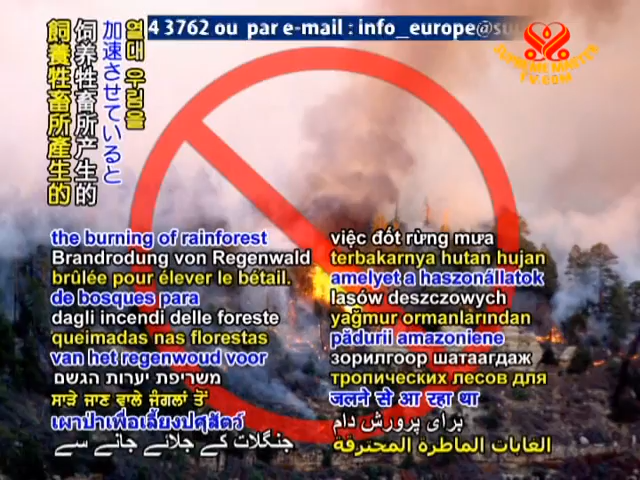 4 3762 ou par e-mail : info_europe@su
SUPREME MASTER
TV.COM
飼養牲畜所產生的
饲养牲畜所产生的
加速させていると
열대 우림을
the burning of rainforest
Brandrodung von Regenwald
brûlée pour élever le bétail.
de bosques para
dagli incendi delle foreste
queimadas nas florestas
van het regenwoud voor
משריפת יערות הגשם
ਸਾੜੇ ਜਾਣ ਵਾਲੇ ਜੰਗਲਾਂ ਤੋਂ
เผาป่าเพื่อเลี้ยงปศุสัตว์
جنگلات کے جلائے جانے سے
việc đốt rừng mưa
terbakarnya hutan hujan
amelyet a haszonállatok
lasów deszczowych
yağmur ormanlarından
pădurii amazoniene
зорилгоор шатаагдаж
тропических лесов для
जलने से आ रहा था
برای پرورش دام
الغابات الماطرة المحترقة